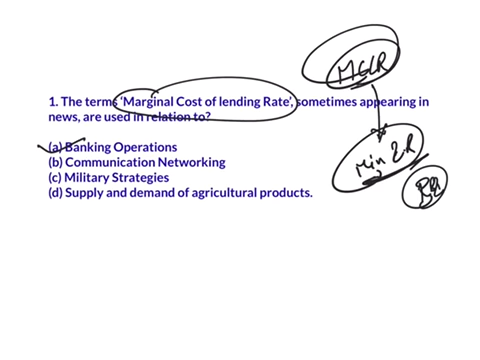 MCLR
1. The terms 'Marginal Cost of lending Rate', sometimes appearing in
news, are used in relation to?
(a) Banking Operations
(b) Communication Networking
(c) Military Strategies
(d) Supply and demand of agricultural products.
Min L.R